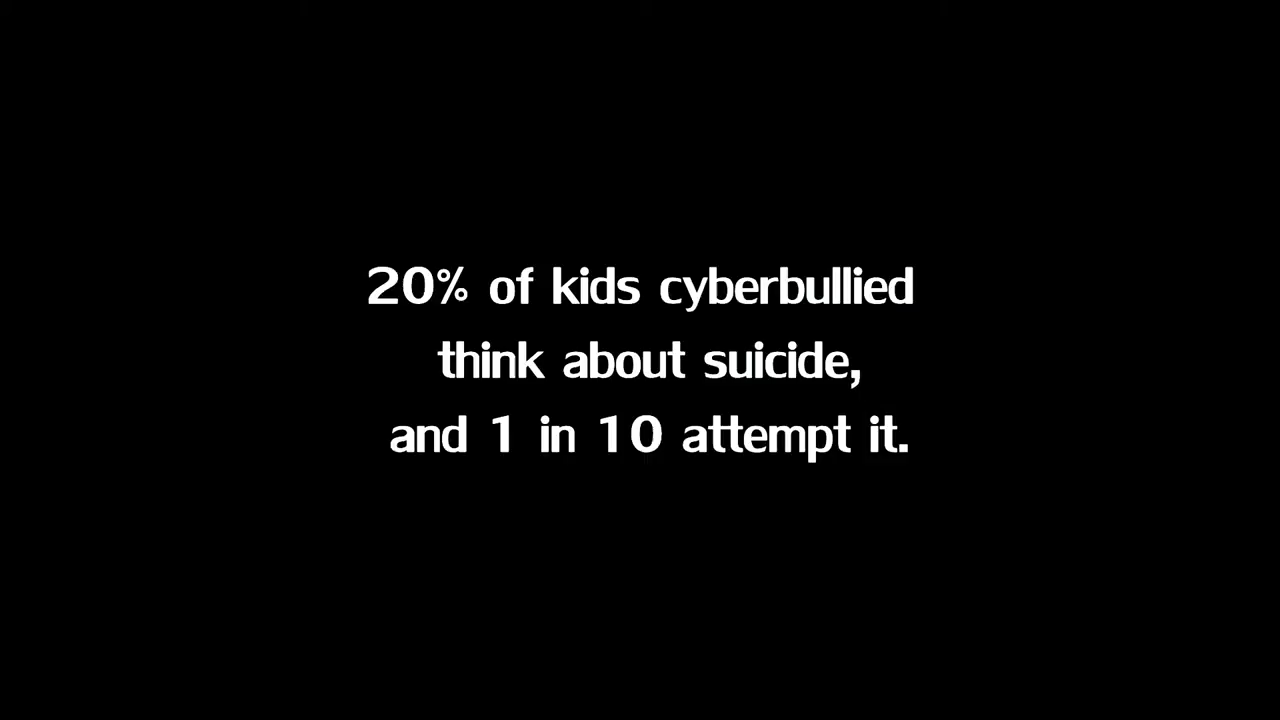 20% of kids cyberbullied
think about suicide,
and 1 in 10 attempt it.